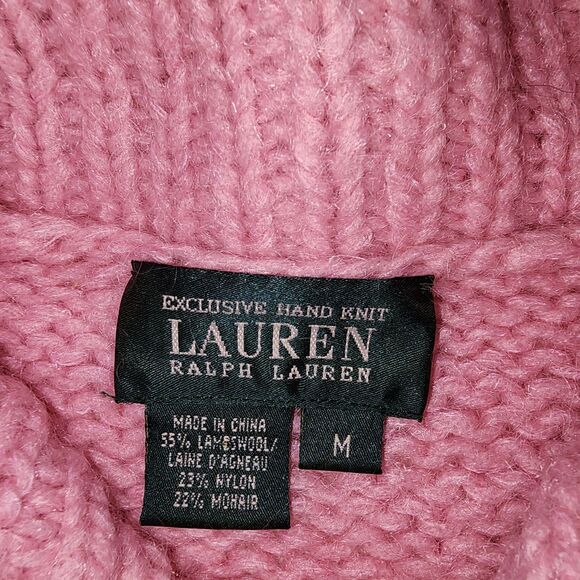 EXCLUSIVE HAND KNIT
LAUREN
RALPH LAUREN
MADE IN CHINA
55% LAMBSWOOL/
LAINE D'AGNEAU
23% NYLON
22% MOHAIR
M